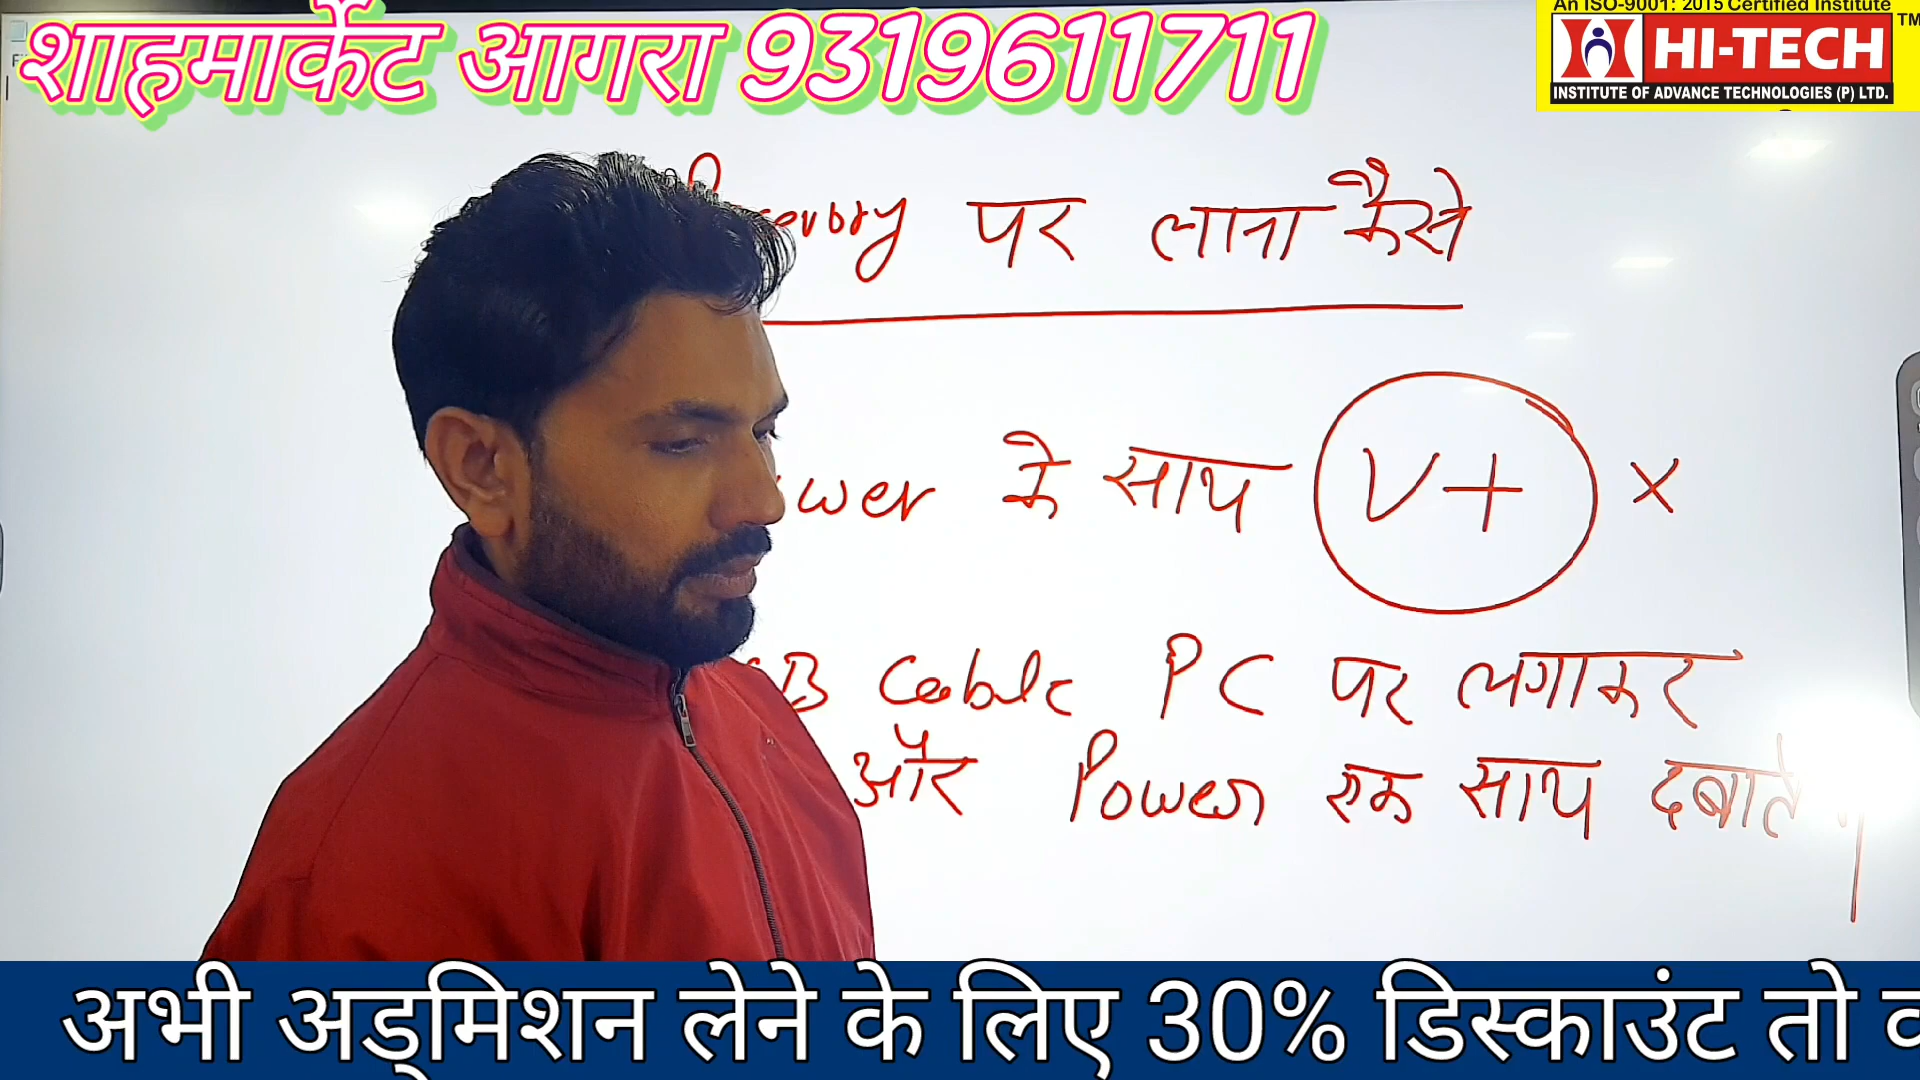 शाहमार्केट आगरा 9319611711
An ISO-9001: 2015 Certified Institute
TM
HI-TECH
INSTITUTE OF ADVANCE TECHNOLOGIES (P) LTD.
पर लाना कैसे
के साथ V+ ×
Cable PC पर लगाकर
और Power एक साथ दबाते
अभी अड्मिशन लेने के लिए 30% डिस्काउंट तो